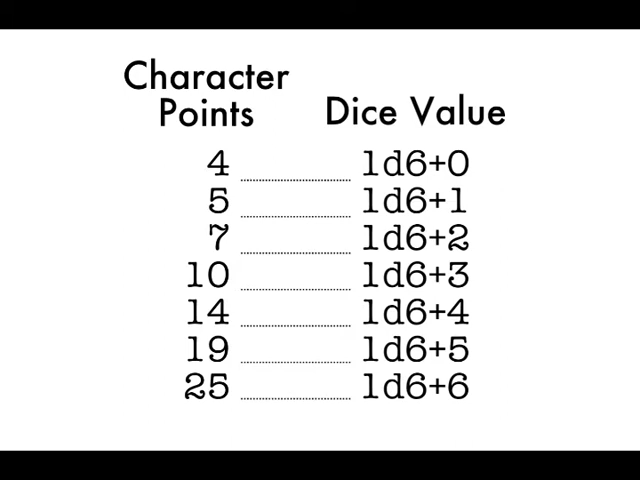 Character
Points Dice Value
4 1d6+0
5 1d6+1
7 1d6+2
10 1d6+3
14 1d6+4
19 1d6+5
25 1d6+6